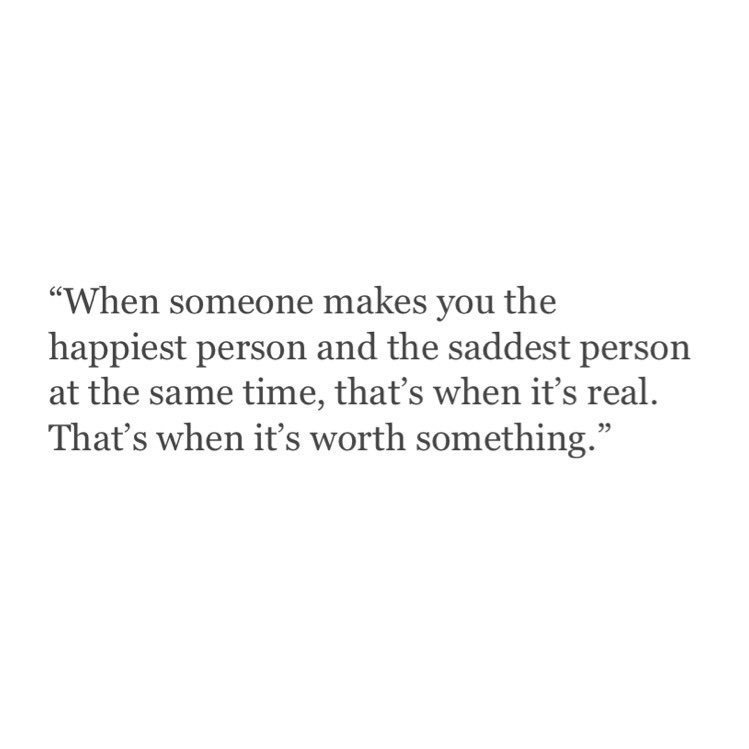 “When someone makes you the
happiest person and the saddest person
at the same time, that’s when it’s real.
That’s when it’s worth something.”